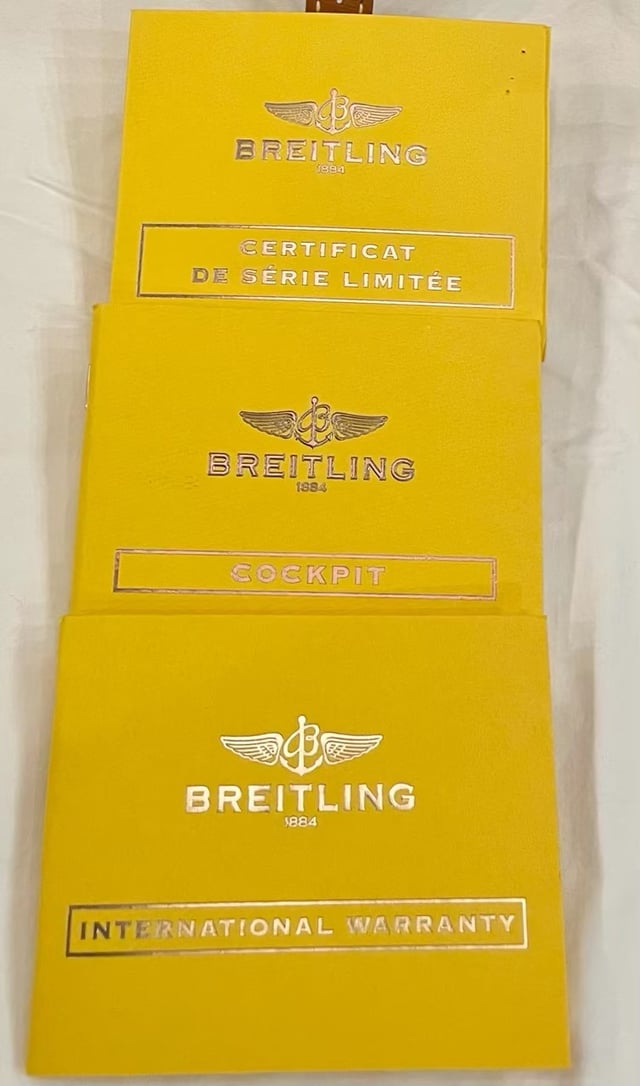 BREITLING
1884
CERTIFICAT
DE SÉRIE LIMITÉE
BREITLING
1884
COCKPIT
BREITLING
1884
INTERNATIONAL WARRANTY